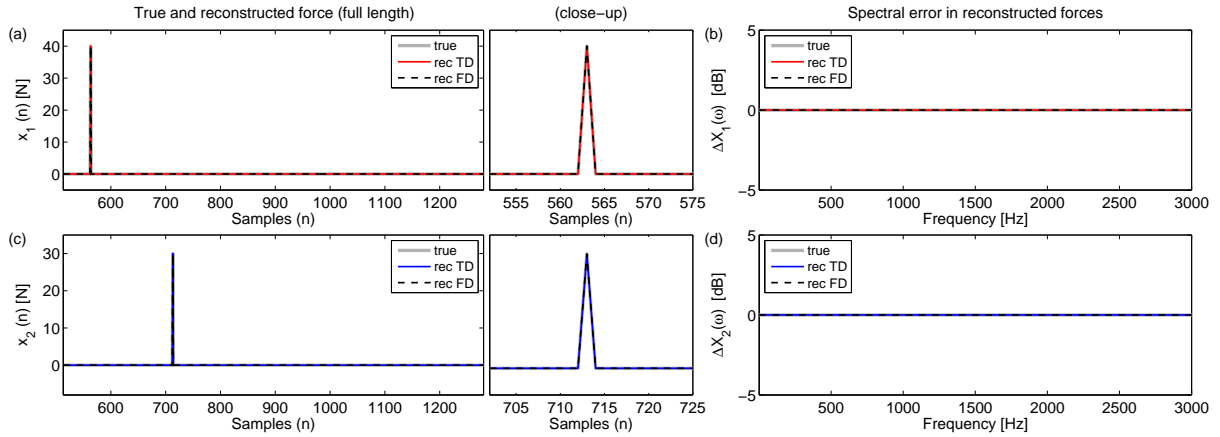 True and reconstructed force (full length)
(close−up)
Spectral error in reconstructed forces
(a)
40
30
20
10
0
x1 (n) [N]
true
rec TD
rec FD
600 700 800 900 1000 1100 1200
Samples (n)
555 560 565 570 575
Samples (n)
(b)
5
0
−5
ΔX1(ω) [dB]
true
rec TD
rec FD
500 1000 1500 2000 2500 3000
Frequency [Hz]
(c)
30
20
10
0
x2 (n) [N]
true
rec TD
rec FD
600 700 800 900 1000 1100 1200
Samples (n)
705 710 715 720 725
Samples (n)
(d)
5
0
−5
ΔX2(ω) [dB]
true
rec TD
rec FD
500 1000 1500 2000 2500 3000
Frequency [Hz]